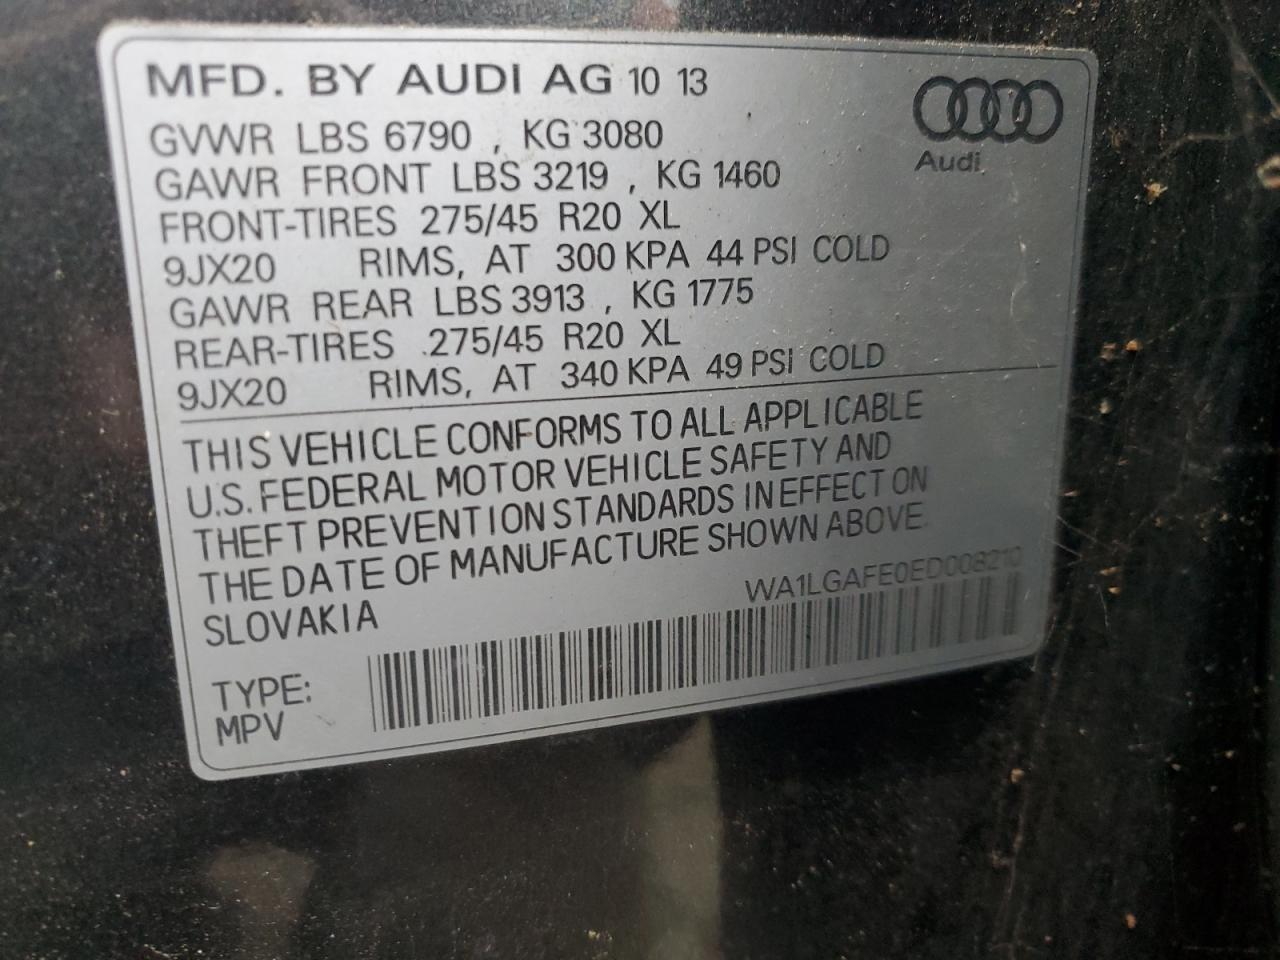 MFD. BY AUDI AG 10 13
Audi
GVWR LBS 6790 , KG 3080
GAWR FRONT LBS 3219 , KG 1460
FRONT-TIRES 275/45 R20 XL
9JX20 RIMS, AT 300 KPA 44 PSI COLD
GAWR REAR LBS 3913 , KG 1775
REAR-TIRES .275/45 R20 XL
9JX20 RIMS, AT 340 KPA 49 PSI COLD
THIS VEHICLE CONFORMS TO ALL APPLICABLE
U.S. FEDERAL MOTOR VEHICLE SAFETY AND
THEFT PREVENTION STANDARDS IN EFFECT ON
THE DATE OF MANUFACTURE SHOWN ABOVE.
SLOVAKIA
WA1LGAFE0ED008210
TYPE:
MPV